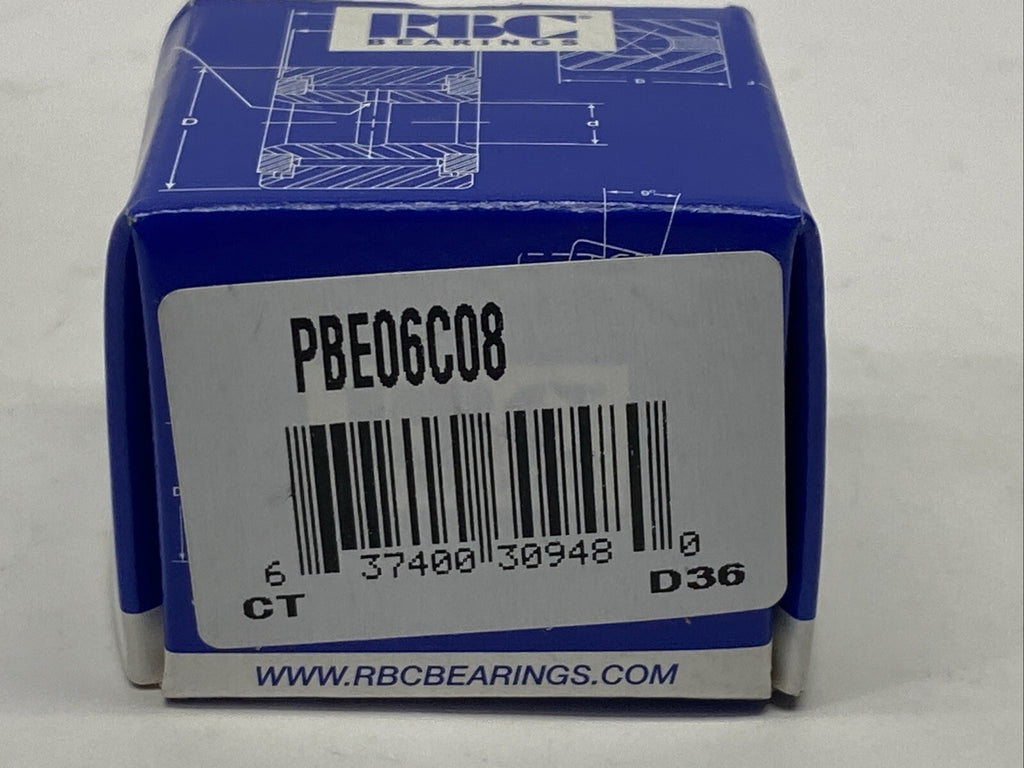 RBC
BEARINGS
B
D
d
PBE06C08
D
6 37400 30948 0
CT D36
WWW.RBCBEARINGS.COM